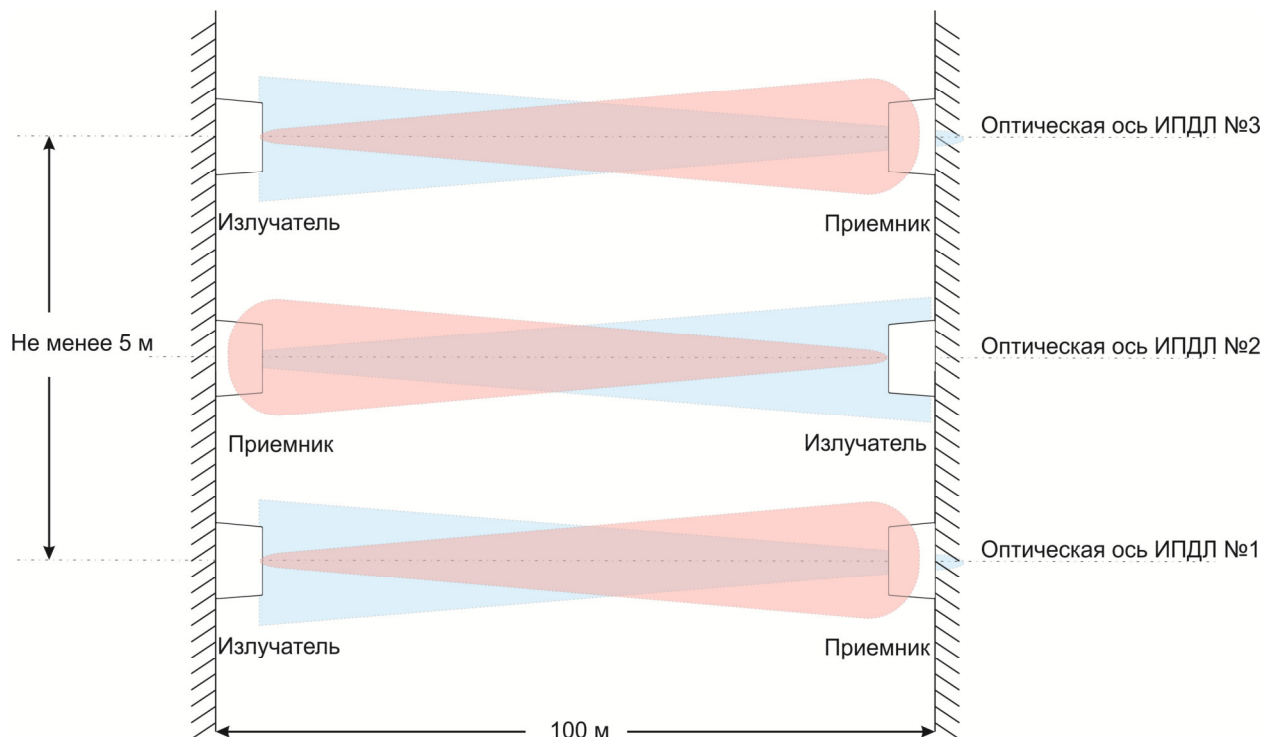 Оптическая ось ИПДЛ №3
Излучатель
Приемник
Не менее 5 м
Оптическая ось ИПДЛ №2
Приемник
Излучатель
Оптическая ось ИПДЛ №1
Излучатель
Приемник
100 м